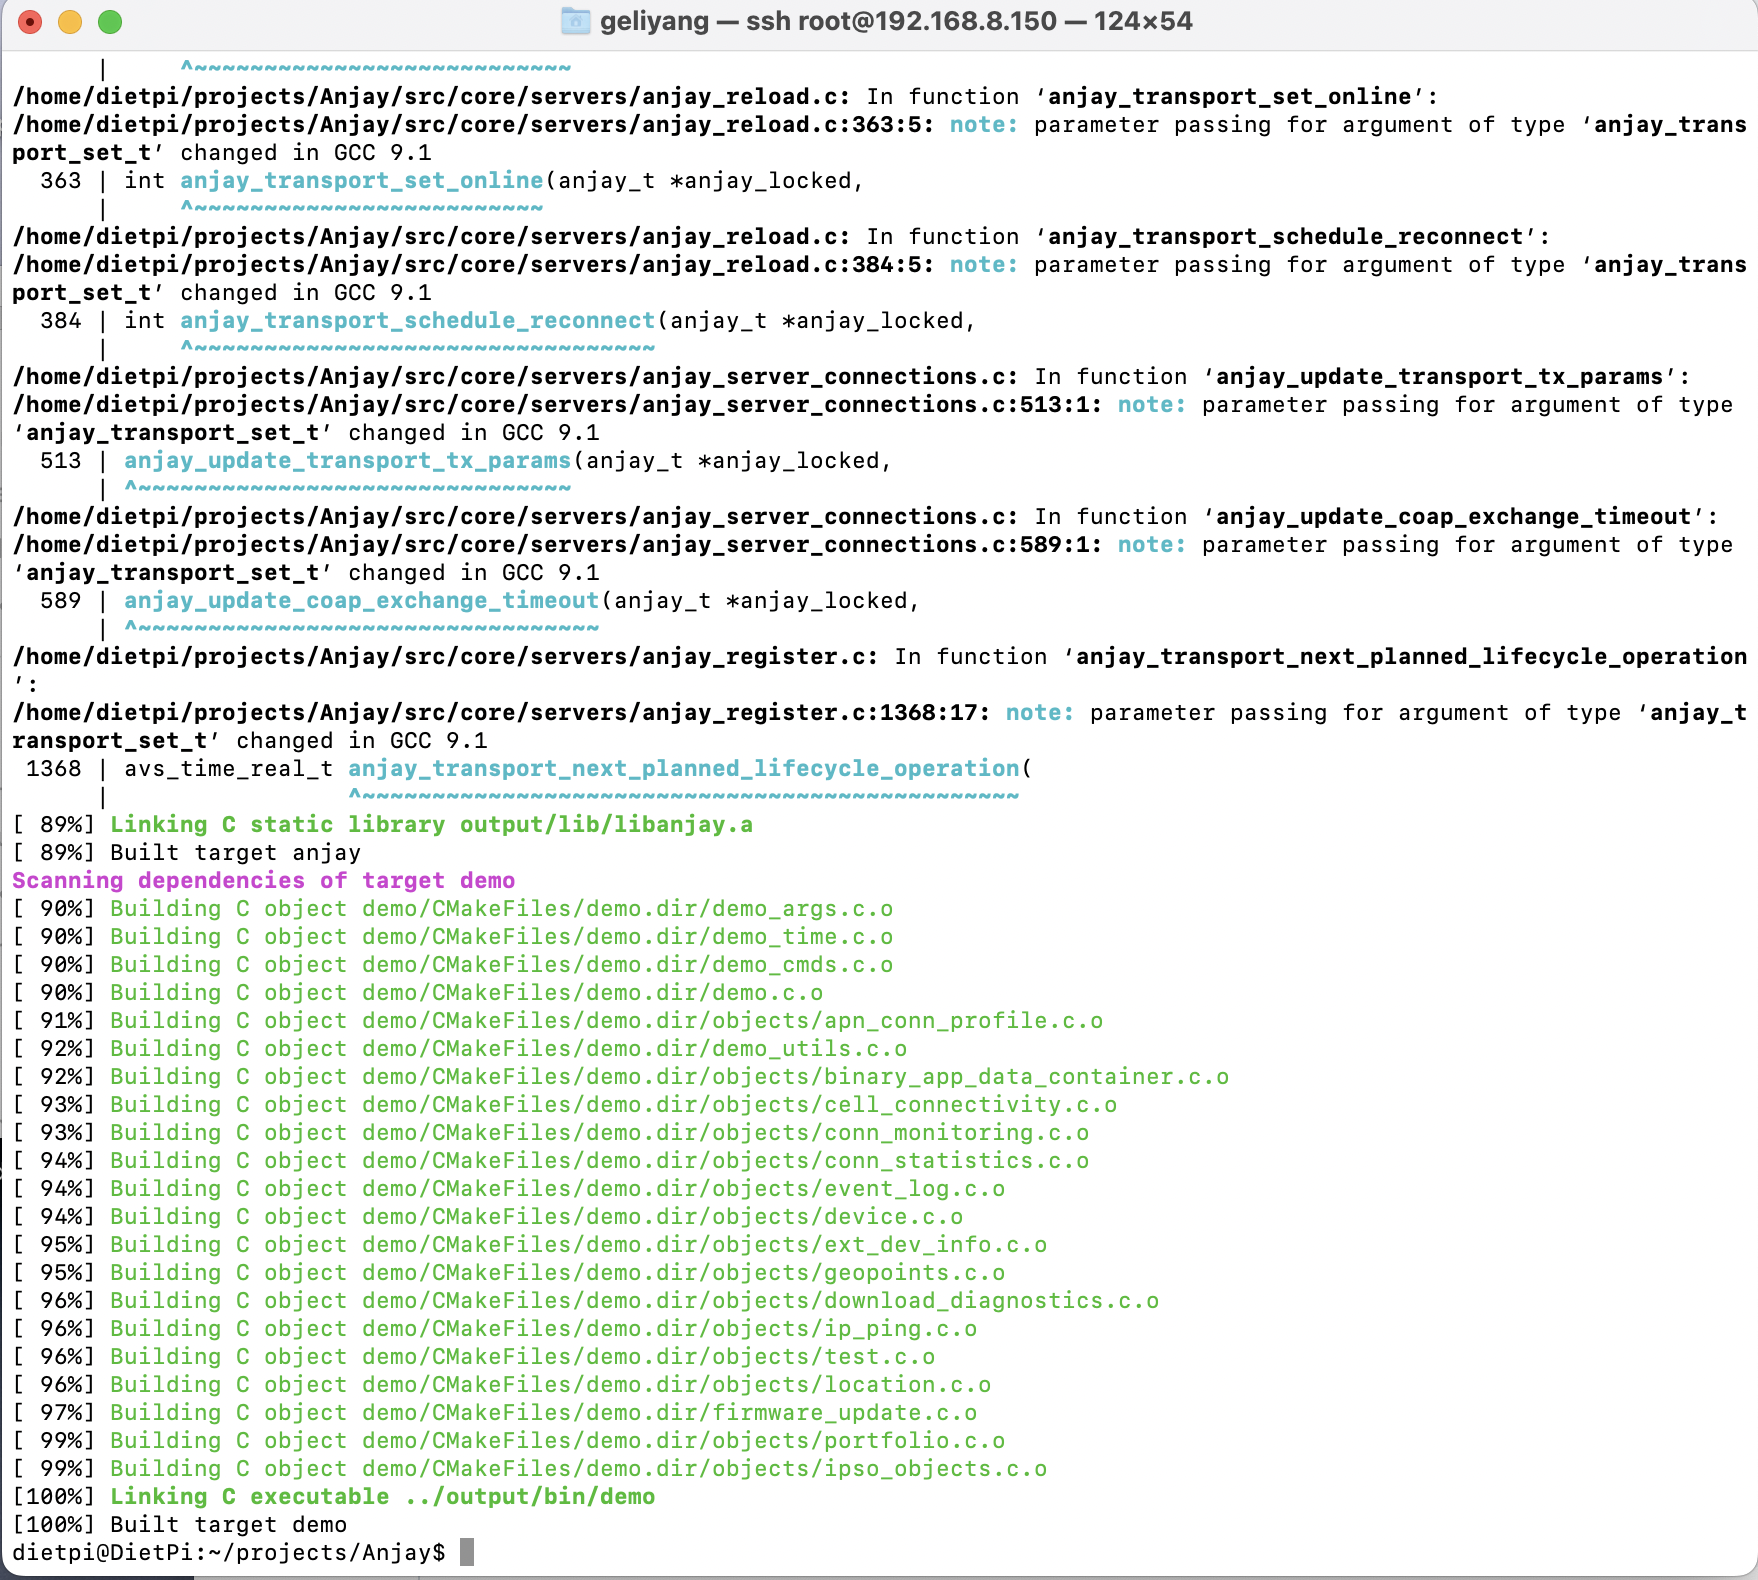 geliyang — ssh root@192.168.8.150 — 124×54
      |     ^~~~~~~~~~~~~~~~~~~~~~~~~~~~
/home/dietpi/projects/Anjay/src/core/servers/anjay_reload.c: In function ‘anjay_transport_set_online’:
/home/dietpi/projects/Anjay/src/core/servers/anjay_reload.c:363:5: note: parameter passing for argument of type ‘anjay_trans
port_set_t’ changed in GCC 9.1
  363 | int anjay_transport_set_online(anjay_t *anjay_locked,
      |     ^~~~~~~~~~~~~~~~~~~~~~~~~~
/home/dietpi/projects/Anjay/src/core/servers/anjay_reload.c: In function ‘anjay_transport_schedule_reconnect’:
/home/dietpi/projects/Anjay/src/core/servers/anjay_reload.c:384:5: note: parameter passing for argument of type ‘anjay_trans
port_set_t’ changed in GCC 9.1
  384 | int anjay_transport_schedule_reconnect(anjay_t *anjay_locked,
      |     ^~~~~~~~~~~~~~~~~~~~~~~~~~~~~~~~~~
/home/dietpi/projects/Anjay/src/core/servers/anjay_server_connections.c: In function ‘anjay_update_transport_tx_params’:
/home/dietpi/projects/Anjay/src/core/servers/anjay_server_connections.c:513:1: note: parameter passing for argument of type
‘anjay_transport_set_t’ changed in GCC 9.1
  513 | anjay_update_transport_tx_params(anjay_t *anjay_locked,
      | ^~~~~~~~~~~~~~~~~~~~~~~~~~~~~~~~
/home/dietpi/projects/Anjay/src/core/servers/anjay_server_connections.c: In function ‘anjay_update_coap_exchange_timeout’:
/home/dietpi/projects/Anjay/src/core/servers/anjay_server_connections.c:589:1: note: parameter passing for argument of type
‘anjay_transport_set_t’ changed in GCC 9.1
  589 | anjay_update_coap_exchange_timeout(anjay_t *anjay_locked,
      | ^~~~~~~~~~~~~~~~~~~~~~~~~~~~~~~~~~
/home/dietpi/projects/Anjay/src/core/servers/anjay_register.c: In function ‘anjay_transport_next_planned_lifecycle_operation
’:
/home/dietpi/projects/Anjay/src/core/servers/anjay_register.c:1368:17: note: parameter passing for argument of type ‘anjay_t
ransport_set_t’ changed in GCC 9.1
 1368 | avs_time_real_t anjay_transport_next_planned_lifecycle_operation(
      |                 ^~~~~~~~~~~~~~~~~~~~~~~~~~~~~~~~~~~~~~~~~~~~~~~~
[ 89%] Linking C static library output/lib/libanjay.a
[ 89%] Built target anjay
Scanning dependencies of target demo
[ 90%] Building C object demo/CMakeFiles/demo.dir/demo_args.c.o
[ 90%] Building C object demo/CMakeFiles/demo.dir/demo_time.c.o
[ 90%] Building C object demo/CMakeFiles/demo.dir/demo_cmds.c.o
[ 90%] Building C object demo/CMakeFiles/demo.dir/demo.c.o
[ 91%] Building C object demo/CMakeFiles/demo.dir/objects/apn_conn_profile.c.o
[ 92%] Building C object demo/CMakeFiles/demo.dir/demo_utils.c.o
[ 92%] Building C object demo/CMakeFiles/demo.dir/objects/binary_app_data_container.c.o
[ 93%] Building C object demo/CMakeFiles/demo.dir/objects/cell_connectivity.c.o
[ 93%] Building C object demo/CMakeFiles/demo.dir/objects/conn_monitoring.c.o
[ 94%] Building C object demo/CMakeFiles/demo.dir/objects/conn_statistics.c.o
[ 94%] Building C object demo/CMakeFiles/demo.dir/objects/event_log.c.o
[ 94%] Building C object demo/CMakeFiles/demo.dir/objects/device.c.o
[ 95%] Building C object demo/CMakeFiles/demo.dir/objects/ext_dev_info.c.o
[ 95%] Building C object demo/CMakeFiles/demo.dir/objects/geopoints.c.o
[ 96%] Building C object demo/CMakeFiles/demo.dir/objects/download_diagnostics.c.o
[ 96%] Building C object demo/CMakeFiles/demo.dir/objects/ip_ping.c.o
[ 96%] Building C object demo/CMakeFiles/demo.dir/objects/test.c.o
[ 96%] Building C object demo/CMakeFiles/demo.dir/objects/location.c.o
[ 97%] Building C object demo/CMakeFiles/demo.dir/firmware_update.c.o
[ 99%] Building C object demo/CMakeFiles/demo.dir/objects/portfolio.c.o
[ 99%] Building C object demo/CMakeFiles/demo.dir/objects/ipso_objects.c.o
[100%] Linking C executable ../output/bin/demo
[100%] Built target demo
dietpi@DietPi:~/projects/Anjay$